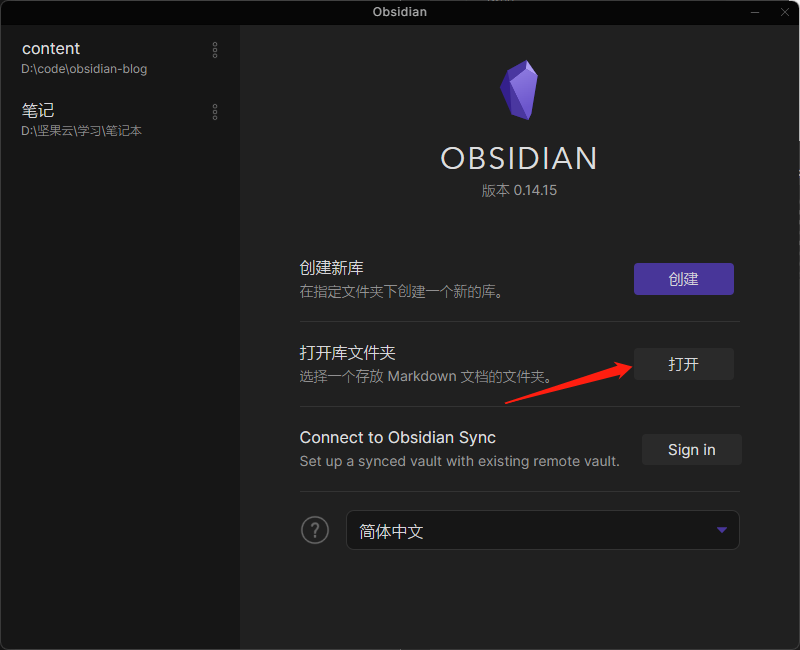 Obsidian
content
D:\code\obsidian-blog
笔记
D:\坚果云\学习\笔记本
OBSIDIAN
版本 0.14.15
创建新库
在指定文件夹下创建一个新的库。
创建
打开库文件夹
选择一个存放 Markdown 文档的文件夹。
打开
Connect to Obsidian Sync
Set up a synced vault with existing remote vault.
Sign in
?
简体中文